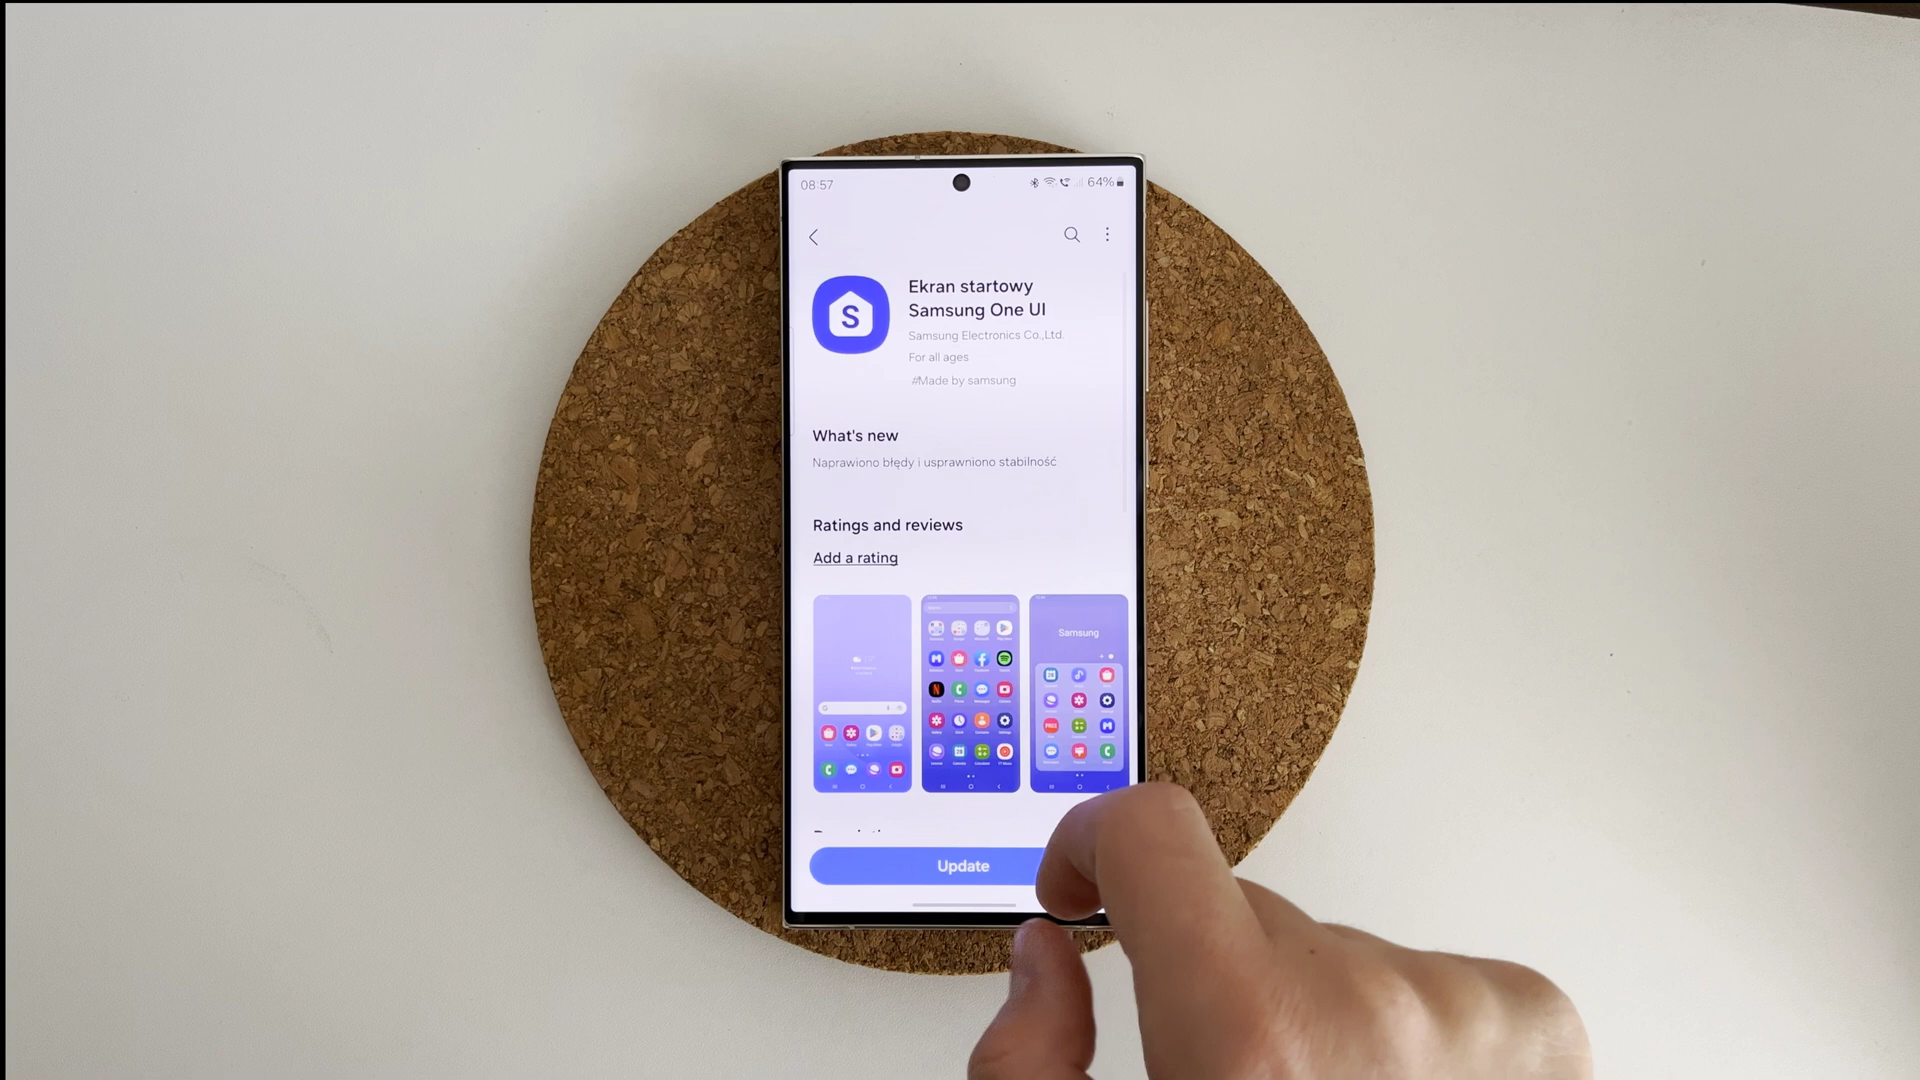 08:57
64%
S
Ekran startowy
Samsung One UI
Samsung Electronics Co.,Ltd.
For all ages
#Made by samsung
What's new
Naprawiono błędy i usprawniono stabilność
Ratings and reviews
Add a rating
Samsung
Update